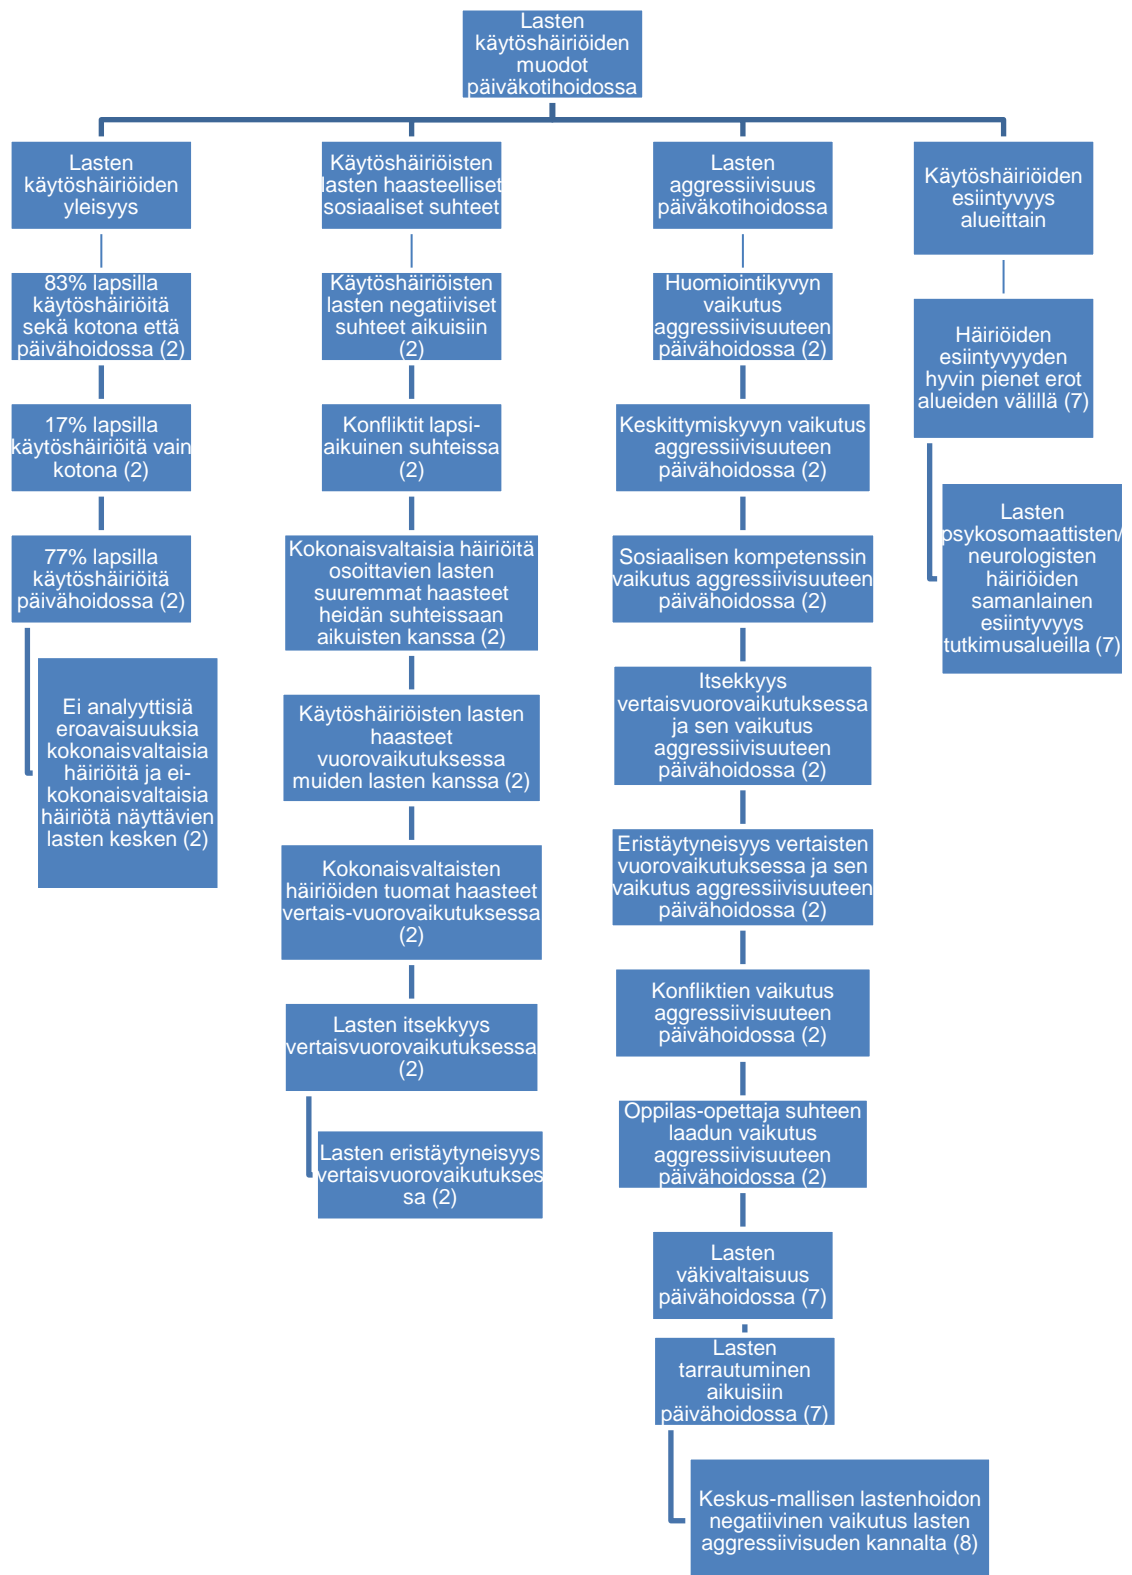 Lasten
käytöshäiriöiden
muodot
päiväkotihoidossa
Lasten
käytöshäiriöiden
yleisyys
83% lapsilla
käytöshäiriöitä
sekä kotona että
päivähoidossa (2)
17% lapsilla
käytöshäiriöitä vain
kotona (2)
77% lapsilla
käytöshäiriöitä
päivähoidossa (2)
Ei analyyttisiä
eroavaisuuksia
kokonaisvaltaisia
häiriöitä ja ei-
kokonaisvaltaisia
häiriötä näyttävien
lasten kesken (2)
Käytöshäiriöisten
lasten haasteelliset
sosiaaliset suhteet
Käytöshäiriöisten
lasten negatiiviset
suhteet aikuisiin
(2)
Konfliktit lapsi-
aikuinen suhteissa
(2)
Kokonaisvaltaisia häiriöitä
osoittavien lasten
suuremmat haasteet
heidän suhteissaan
aikuisten kanssa (2)
Käytöshäiriöisten lasten
haasteet
vuorovaikutuksessa
muiden lasten kanssa (2)
Kokonaisvaltaisten
häiriöiden tuomat haasteet
vertais-vuorovaikutuksessa
(2)
Lasten itsekkyys
vertaisvuorovaikutuksessa
(2)
Lasten eristäytyneisyys
vertaisvuorovaikutukses
sa (2)
Lasten
aggressiivisuus
päiväkotihoidossa
Huomiointikyvyn
vaikutus
aggressiivisuuteen
päivähoidossa (2)
Keskittymiskyvyn vaikutus
aggressiivisuuteen
päivähoidossa (2)
Sosiaalisen kompetenssin
vaikutus aggressiivisuuteen
päivähoidossa (2)
Itsekkyys
vertaisvuorovaikutuksessa
ja sen vaikutus
aggressiivisuuteen
päivähoidossa (2)
Eristäytyneisyys vertaisten
vuorovaikutuksessa ja sen
vaikutus aggressiivisuuteen
päivähoidossa (2)
Konfliktien vaikutus
aggressiivisuuteen
päivähoidossa (2)
Oppilas-opettaja suhteen
laadun vaikutus
aggressiivisuuteen
päivähoidossa (2)
Lasten
väkivaltaisuus
päivähoidossa (7)
Lasten
tarrautuminen
aikuisiin
päivähoidossa (7)
Keskus-mallisen lastenhoidon
negatiivinen vaikutus lasten
aggressiivisuden kannalta (8)
Käytöshäiriöiden
esiintyvyys
alueittain
Häiriöiden
esiintyvyyden
hyvin pienet erot
alueiden välillä (7)
Lasten
psykosomaattisten/
neurologisten
häiriöiden
samanlainen
esiintyvyys
tutkimusalueilla (7)